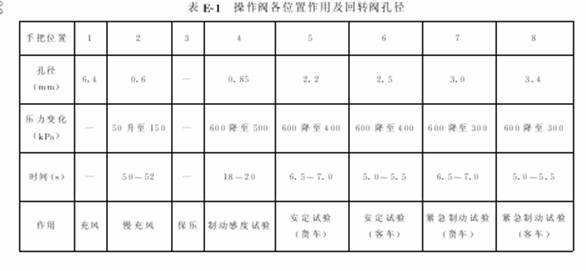 表 E-1 操作阀各位置作用及回转阀孔径
手把位置 1 2 3 4 5 6 7 8
孔径
(mm) 6.4 0.6 — 0.85 2.2 2.5 3.0 3.4
压力变化
(kPa) — 50 升至 150 — 600 降至 500 600 降至 400 600 降至 400 600 降至 300 600 降至 300
时间(s) — 50—52 18—20 6.5—7.0 5.0—5.5 6.5—7.0 5.0—5.5
作用 充风 慢充风 保乐 制动感度试验 安定试验 安定试验 紧急制动试验 紧急制动试验
(货车) (客车) (货车) (客车)